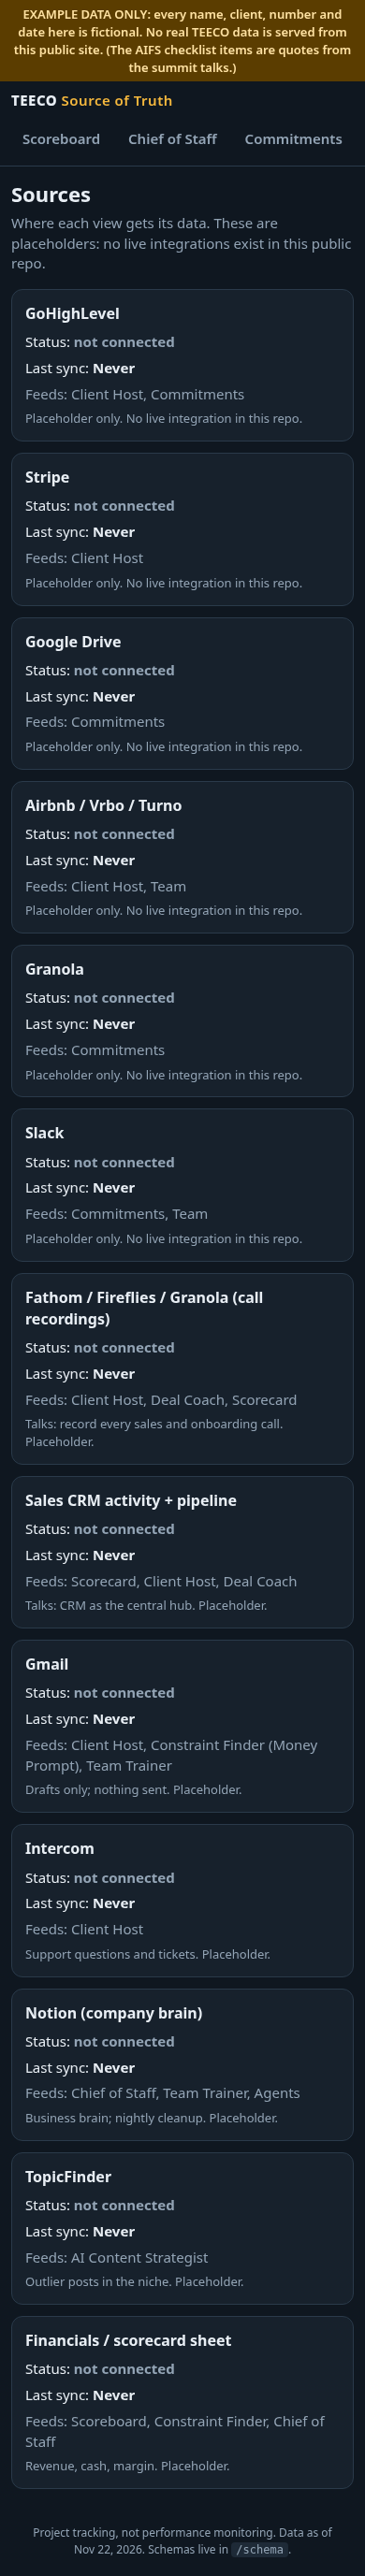 EXAMPLE DATA ONLY: every name, client, number and
date here is fictional. No real TEECO data is served from
this public site. (The AIFS checklist items are quotes from
the summit talks.)
TEECO Source of Truth
Scoreboard Chief of Staff Commitments
Sources
Where each view gets its data. These are
placeholders: no live integrations exist in this public
repo.
GoHighLevel
Status: not connected
Last sync: Never
Feeds: Client Host, Commitments
Placeholder only. No live integration in this repo.
Stripe
Status: not connected
Last sync: Never
Feeds: Client Host
Placeholder only. No live integration in this repo.
Google Drive
Status: not connected
Last sync: Never
Feeds: Commitments
Placeholder only. No live integration in this repo.
Airbnb / Vrbo / Turno
Status: not connected
Last sync: Never
Feeds: Client Host, Team
Placeholder only. No live integration in this repo.
Granola
Status: not connected
Last sync: Never
Feeds: Commitments
Placeholder only. No live integration in this repo.
Slack
Status: not connected
Last sync: Never
Feeds: Commitments, Team
Placeholder only. No live integration in this repo.
Fathom / Fireflies / Granola (call
recordings)
Status: not connected
Last sync: Never
Feeds: Client Host, Deal Coach, Scorecard
Talks: record every sales and onboarding call.
Placeholder.
Sales CRM activity + pipeline
Status: not connected
Last sync: Never
Feeds: Scorecard, Client Host, Deal Coach
Talks: CRM as the central hub. Placeholder.
Gmail
Status: not connected
Last sync: Never
Feeds: Client Host, Constraint Finder (Money
Prompt), Team Trainer
Drafts only; nothing sent. Placeholder.
Intercom
Status: not connected
Last sync: Never
Feeds: Client Host
Support questions and tickets. Placeholder.
Notion (company brain)
Status: not connected
Last sync: Never
Feeds: Chief of Staff, Team Trainer, Agents
Business brain; nightly cleanup. Placeholder.
TopicFinder
Status: not connected
Last sync: Never
Feeds: AI Content Strategist
Outlier posts in the niche. Placeholder.
Financials / scorecard sheet
Status: not connected
Last sync: Never
Feeds: Scoreboard, Constraint Finder, Chief of
Staff
Revenue, cash, margin. Placeholder.
Project tracking, not performance monitoring. Data as of
Nov 22, 2026. Schemas live in /schema.